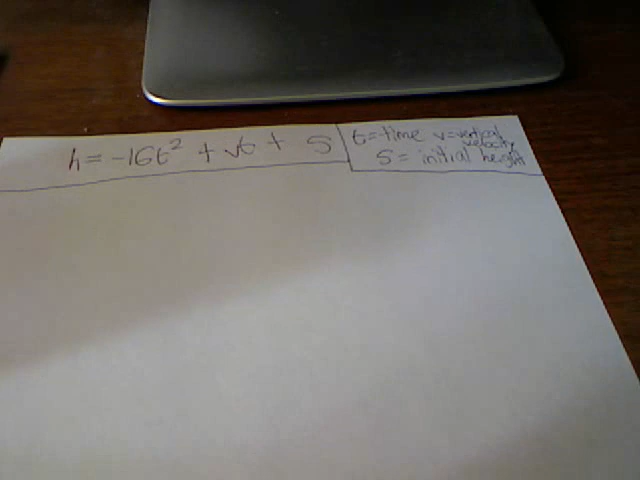 h = -16t² + vt + s
t = time v = vertical velocity
s = initial height